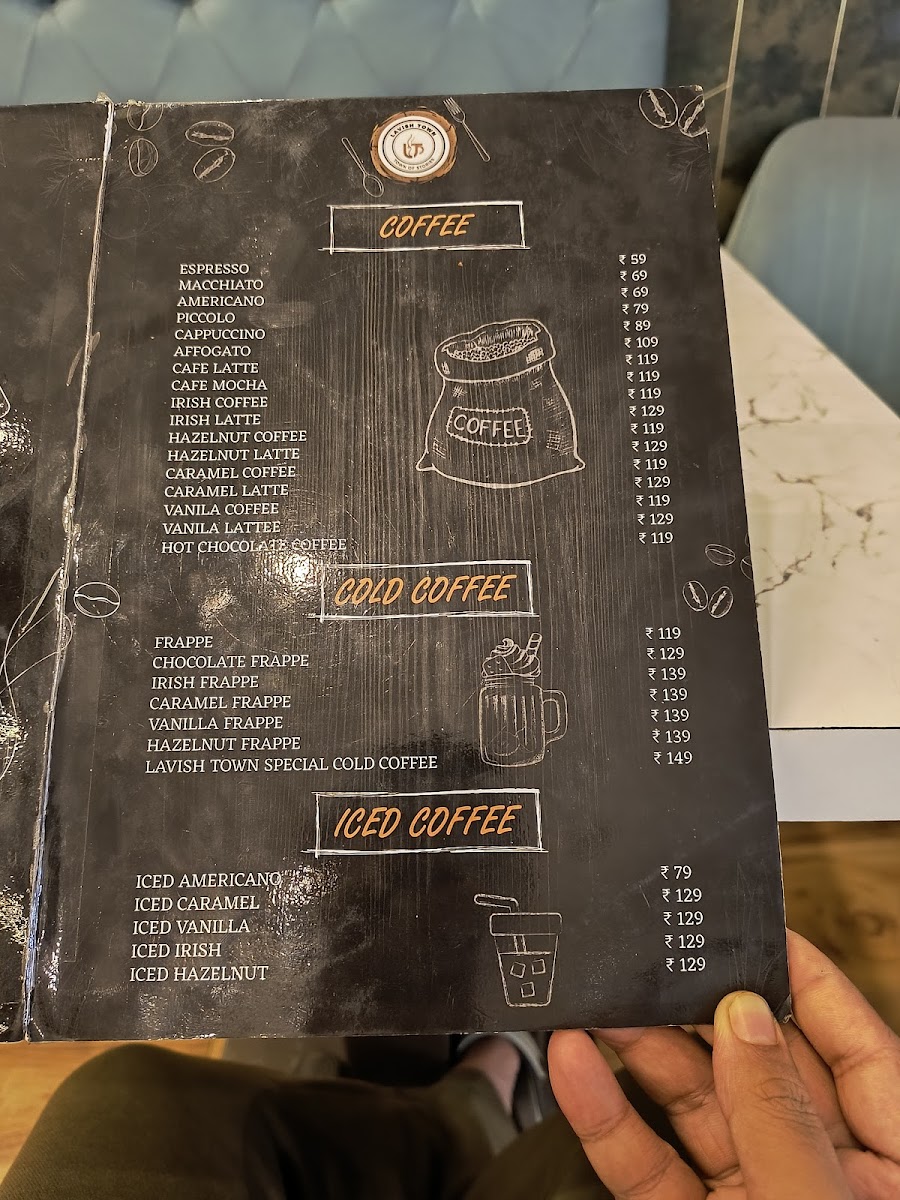 LAVISH TOWN
LT
TOWN OF STORIES
COFFEE
ESPRESSO ₹ 59
MACCHIATO ₹ 69
AMERICANO ₹ 69
PICCOLO ₹ 79
CAPPUCCINO ₹ 89
AFFOGATO ₹ 109
CAFE LATTE ₹ 119
CAFE MOCHA ₹ 119
IRISH COFFEE ₹ 119
IRISH LATTE ₹ 129
HAZELNUT COFFEE ₹ 119
HAZELNUT LATTE ₹ 129
CARAMEL COFFEE ₹ 119
CARAMEL LATTE ₹ 129
VANILA COFFEE ₹ 119
VANILA LATTEE ₹ 129
HOT CHOCOLATE COFFEE ₹ 119
COFFEE
COLD COFFEE
FRAPPE ₹ 119
CHOCOLATE FRAPPE ₹ 129
IRISH FRAPPE ₹ 139
CARAMEL FRAPPE ₹ 139
VANILLA FRAPPE ₹ 139
HAZELNUT FRAPPE ₹ 139
LAVISH TOWN SPECIAL COLD COFFEE ₹ 149
ICED COFFEE
ICED AMERICANO ₹ 79
ICED CARAMEL ₹ 129
ICED VANILLA ₹ 129
ICED IRISH ₹ 129
ICED HAZELNUT ₹ 129